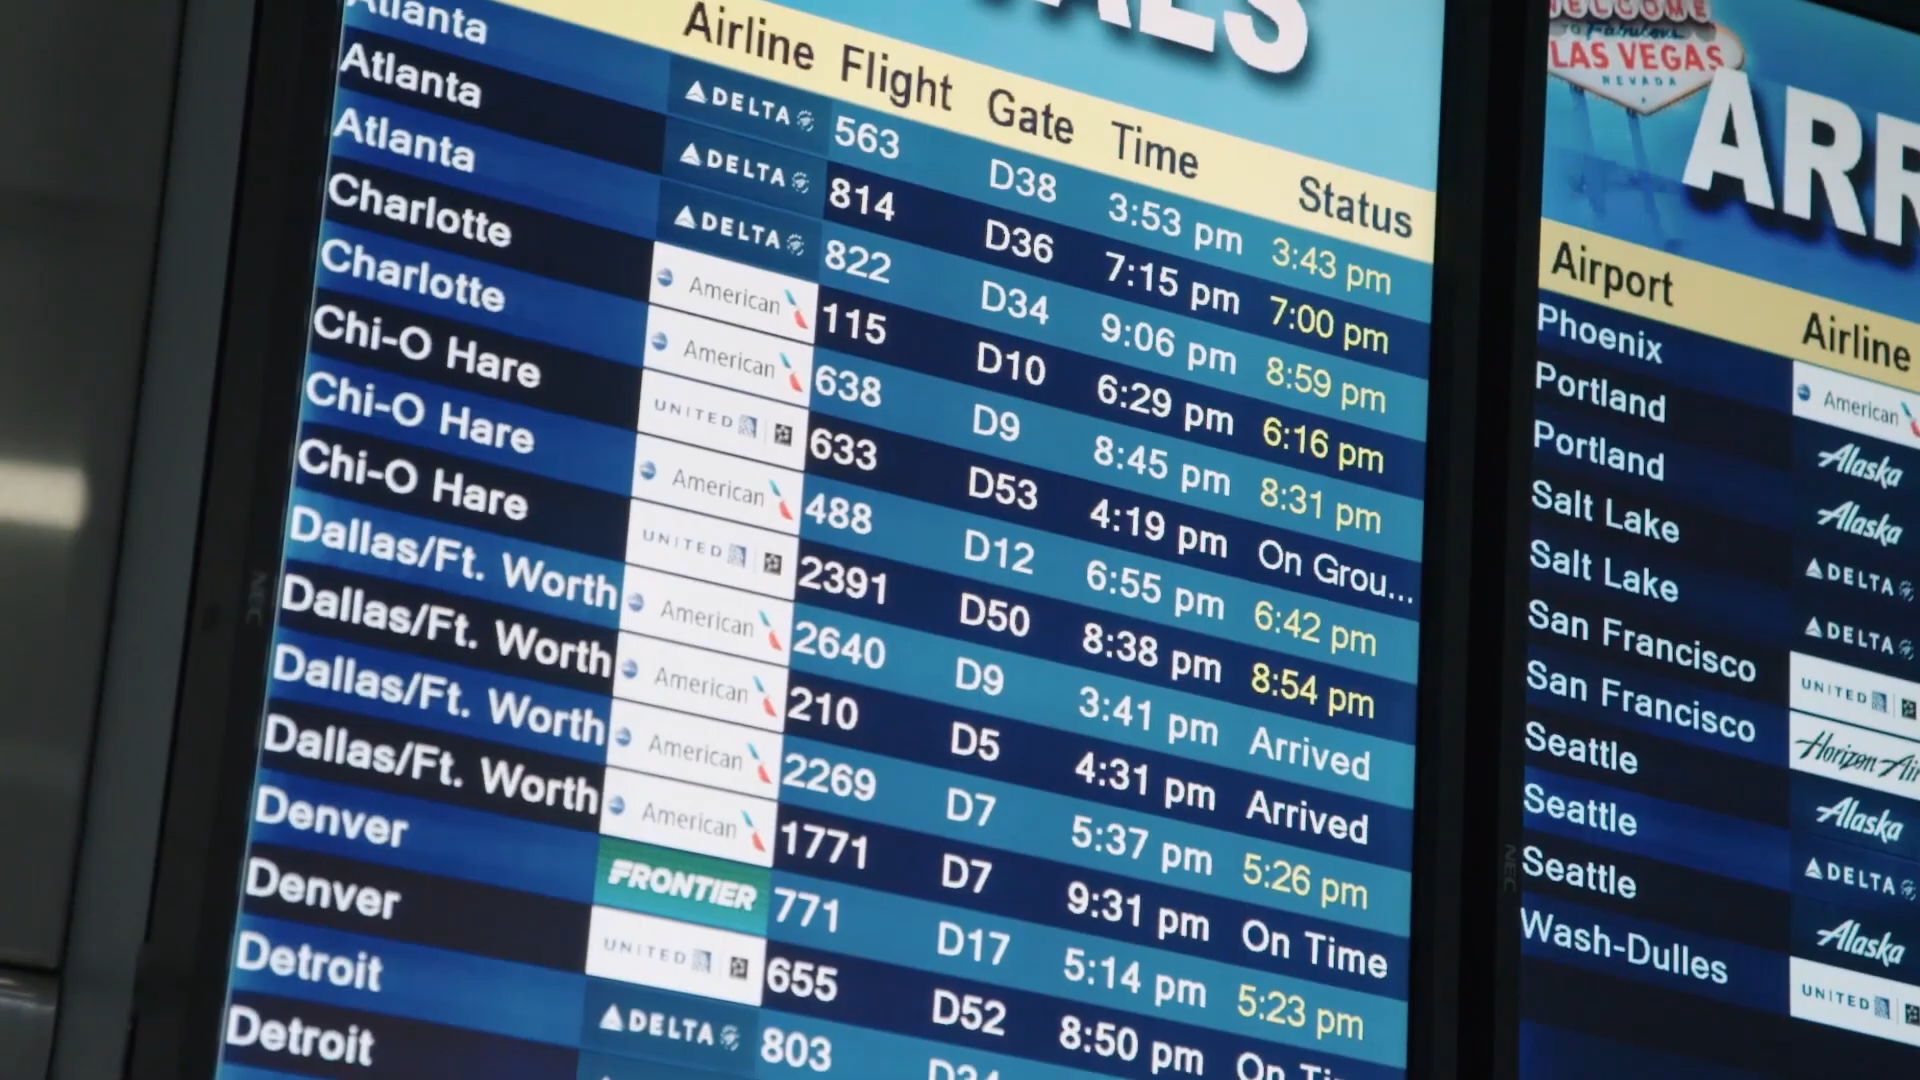 ALS
Airline Flight Gate Time Status
Atlanta DELTA 563 D38 3:53 pm 3:43 pm
Atlanta DELTA 814 D36 7:15 pm 7:00 pm
Atlanta DELTA 822 D34 9:06 pm 8:59 pm
Charlotte American 115 D10 6:29 pm 6:16 pm
Charlotte American 638 D9 8:45 pm 8:31 pm
Chi-O Hare UNITED 633 D53 4:19 pm On Grou...
Chi-O Hare American 488 D12 6:55 pm 6:42 pm
Chi-O Hare UNITED 2391 D50 8:38 pm 8:54 pm
Dallas/Ft. Worth American 2640 D9 3:41 pm Arrived
Dallas/Ft. Worth American 210 D5 4:31 pm Arrived
Dallas/Ft. Worth American 2269 D7 5:37 pm 5:26 pm
Dallas/Ft. Worth American 1771 D7 9:31 pm On Time
Denver FRONTIER 771 D17 5:14 pm 5:23 pm
Denver UNITED 655 D52 8:50 pm On Ti
Detroit DELTA 803 D34
Detroit
NEC
WELCOME
TO Fabulous
LAS VEGAS
NEVADA
ARR
Airport Airline
Phoenix American
Portland Alaska
Portland Alaska
Salt Lake DELTA
Salt Lake DELTA
San Francisco UNITED
San Francisco Horizon Air
Seattle Alaska
Seattle DELTA
Seattle Alaska
Wash-Dulles UNITED
NEC